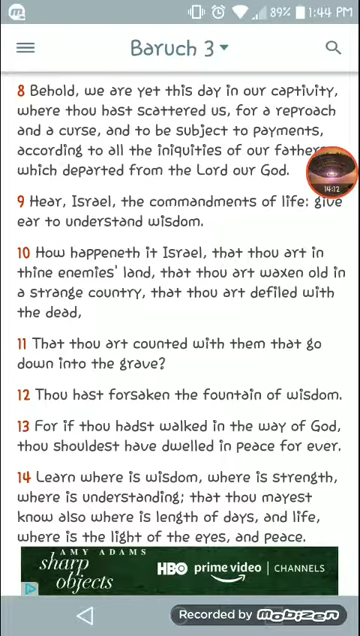 89% 1:44 PM
Baruch 3
8 Behold, we are yet this day in our captivity,
where thou hast scattered us, for a reproach
and a curse, and to be subject to payments,
according to all the iniquities of our father
which departed from the Lord our God.
14:12
9 Hear, Israel, the commandments of life: give
ear to understand wisdom.
10 How happeneth it Israel, that thou art in
thine enemies' land, that thou art waxen old in
a strange country, that thou art defiled with
the dead,
11 That thou art counted with them that go
down into the grave?
12 Thou hast forsaken the fountain of wisdom.
13 For if thou hadst walked in the way of God,
thou shouldest have dwelled in peace for ever.
14 Learn where is wisdom, where is strength,
where is understanding; that thou mayest
know also where is length of days, and life,
where is the light of the eyes, and peace.
AMY ADAMS
sharp
objects
HBO prime video | CHANNELS
Recorded by mobizen